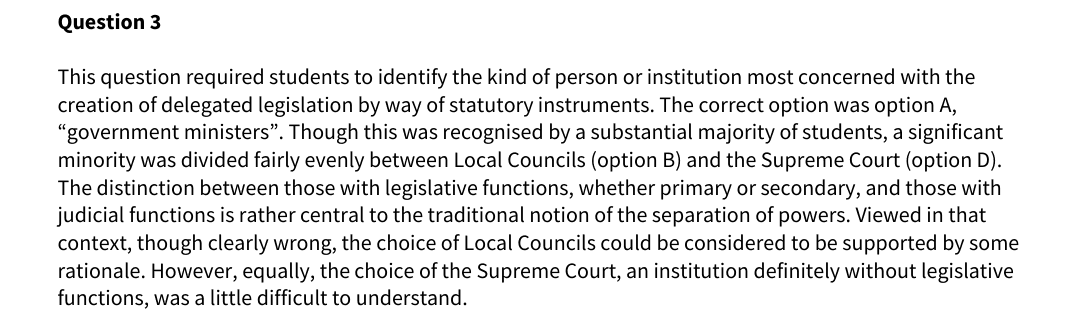 Question 3
This question required students to identify the kind of person or institution most concerned with the
creation of delegated legislation by way of statutory instruments. The correct option was option A,
“government ministers”. Though this was recognised by a substantial majority of students, a significant
minority was divided fairly evenly between Local Councils (option B) and the Supreme Court (option D).
The distinction between those with legislative functions, whether primary or secondary, and those with
judicial functions is rather central to the traditional notion of the separation of powers. Viewed in that
context, though clearly wrong, the choice of Local Councils could be considered to be supported by some
rationale. However, equally, the choice of the Supreme Court, an institution definitely without legislative
functions, was a little difficult to understand.